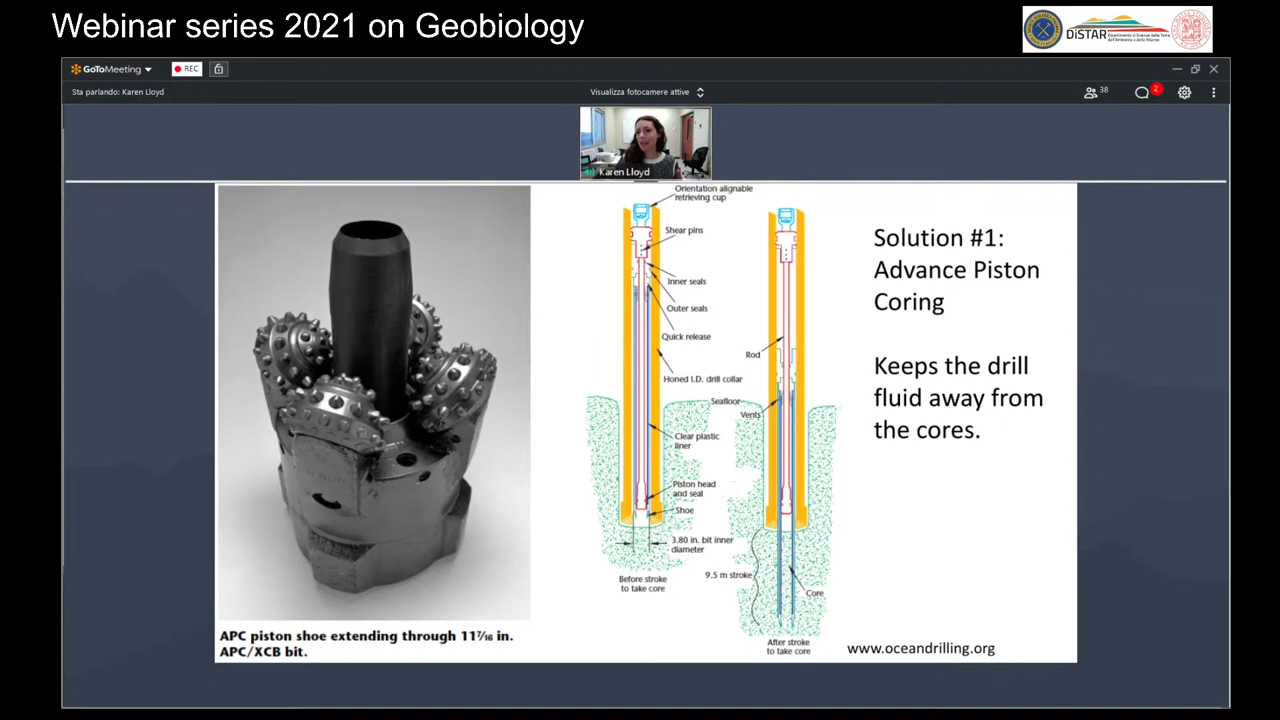 Webinar series 2021 on Geobiology
DiSTAR
GoToMeeting
REC
Sta parlando: Karen Lloyd
Visualizza fotocamere attive
38
2
Karen Lloyd
Orientation alignable
retrieving cup
Shear pins
Inner seals
Outer seals
Quick release
Honed I.D. drill collar
Seafloor
Clear plastic
liner
Piston head
and seal
Shoe
3.80 in. bit inner
diameter
Before stroke
to take core
Rod
Vents
9.5 m stroke
Core
After stroke
to take core
Solution #1:
Advance Piston
Coring
Keeps the drill
fluid away from
the cores.
APC piston shoe extending through 11 7/16 in.
APC/XCB bit.
www.oceandrilling.org